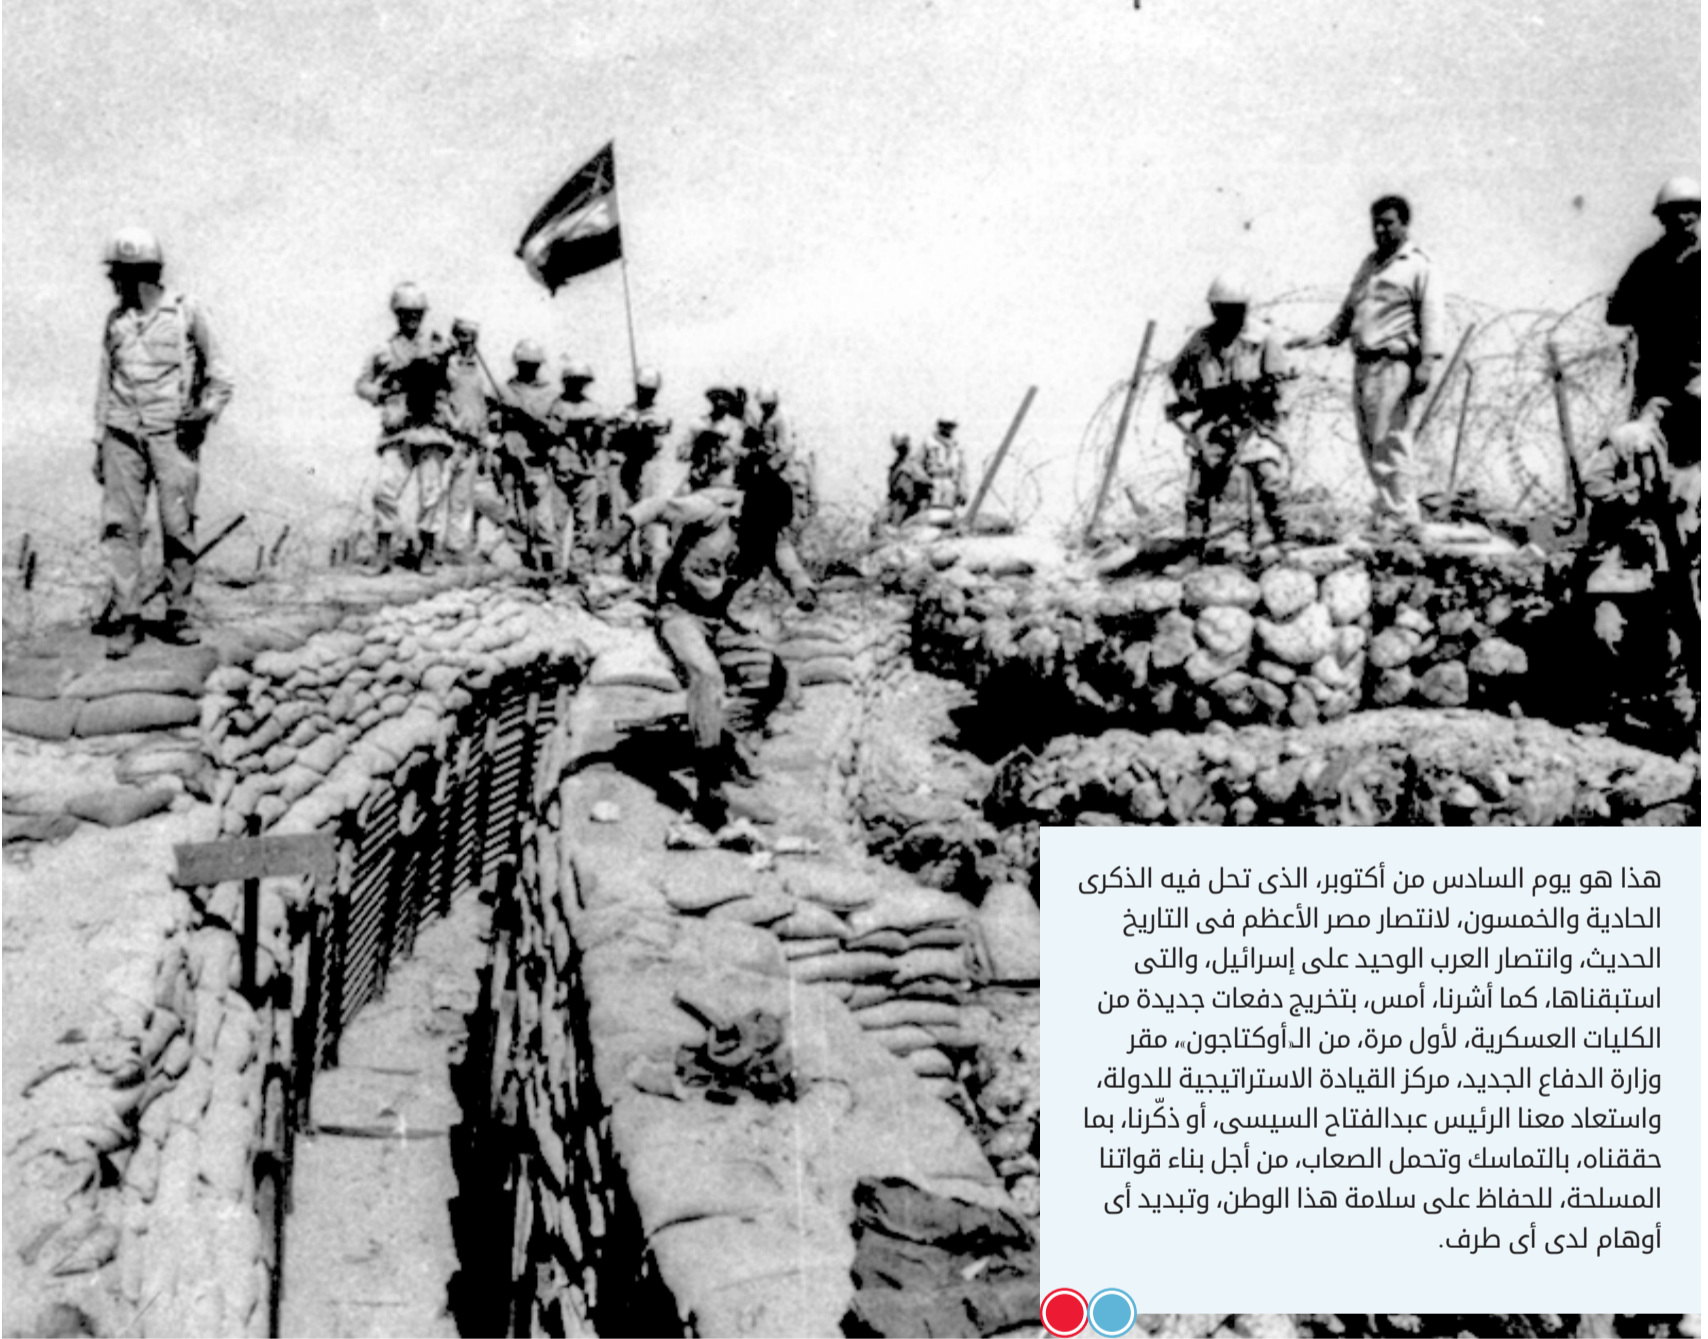 هذا هو يوم السادس من أكتوبر، الذى تحل فيه الذكرى
الحادية والخمسون، لانتصار مصر الأعظم فى التاريخ
الحديث، وانتصار العرب الوحيد على إسرائيل، والتى
استبقناها، كما أشرنا، أمس، بتخريج دفعات جديدة من
الكليات العسكرية، لأول مرة، من الـ«أوكتاجون»، مقر
وزارة الدفاع الجديد، مركز القيادة الاستراتيجية للدولة،
واستعاد معنا الرئيس عبدالفتاح السيسى، أو ذكّرنا، بما
حققناه، بالتماسك وتحمل الصعاب، من أجل بناء قواتنا
المسلحة، للحفاظ على سلامة هذا الوطن، وتبديد أى
أوهام لدى أى طرف.